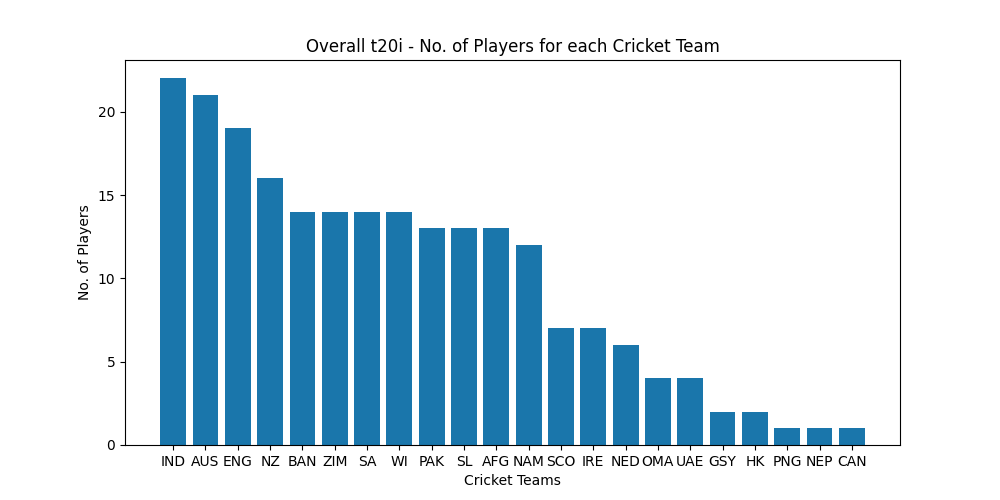 Overall t20i - No. of Players for each Cricket Team
No. of Players
20
15
10
5
0
IND AUS ENG NZ BAN ZIM SA WI PAK SL AFG NAM SCO IRE NED OMA UAE GSY HK PNG NEP CAN
Cricket Teams